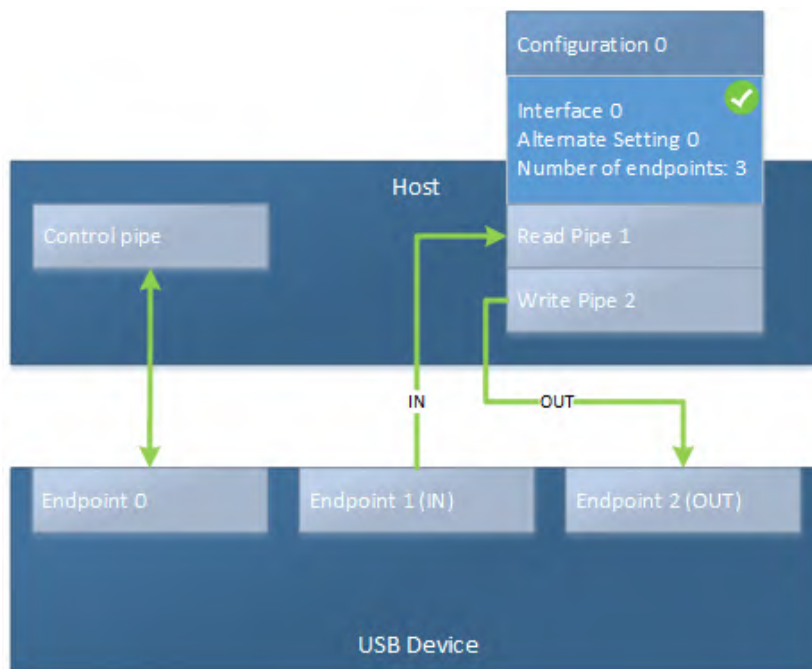 Configuration 0
Interface 0
Alternate Setting 0
Number of endpoints: 3
Host
Control pipe
Read Pipe 1
Write Pipe 2
IN
OUT
Endpoint 0
Endpoint 1 (IN)
Endpoint 2 (OUT)
USB Device